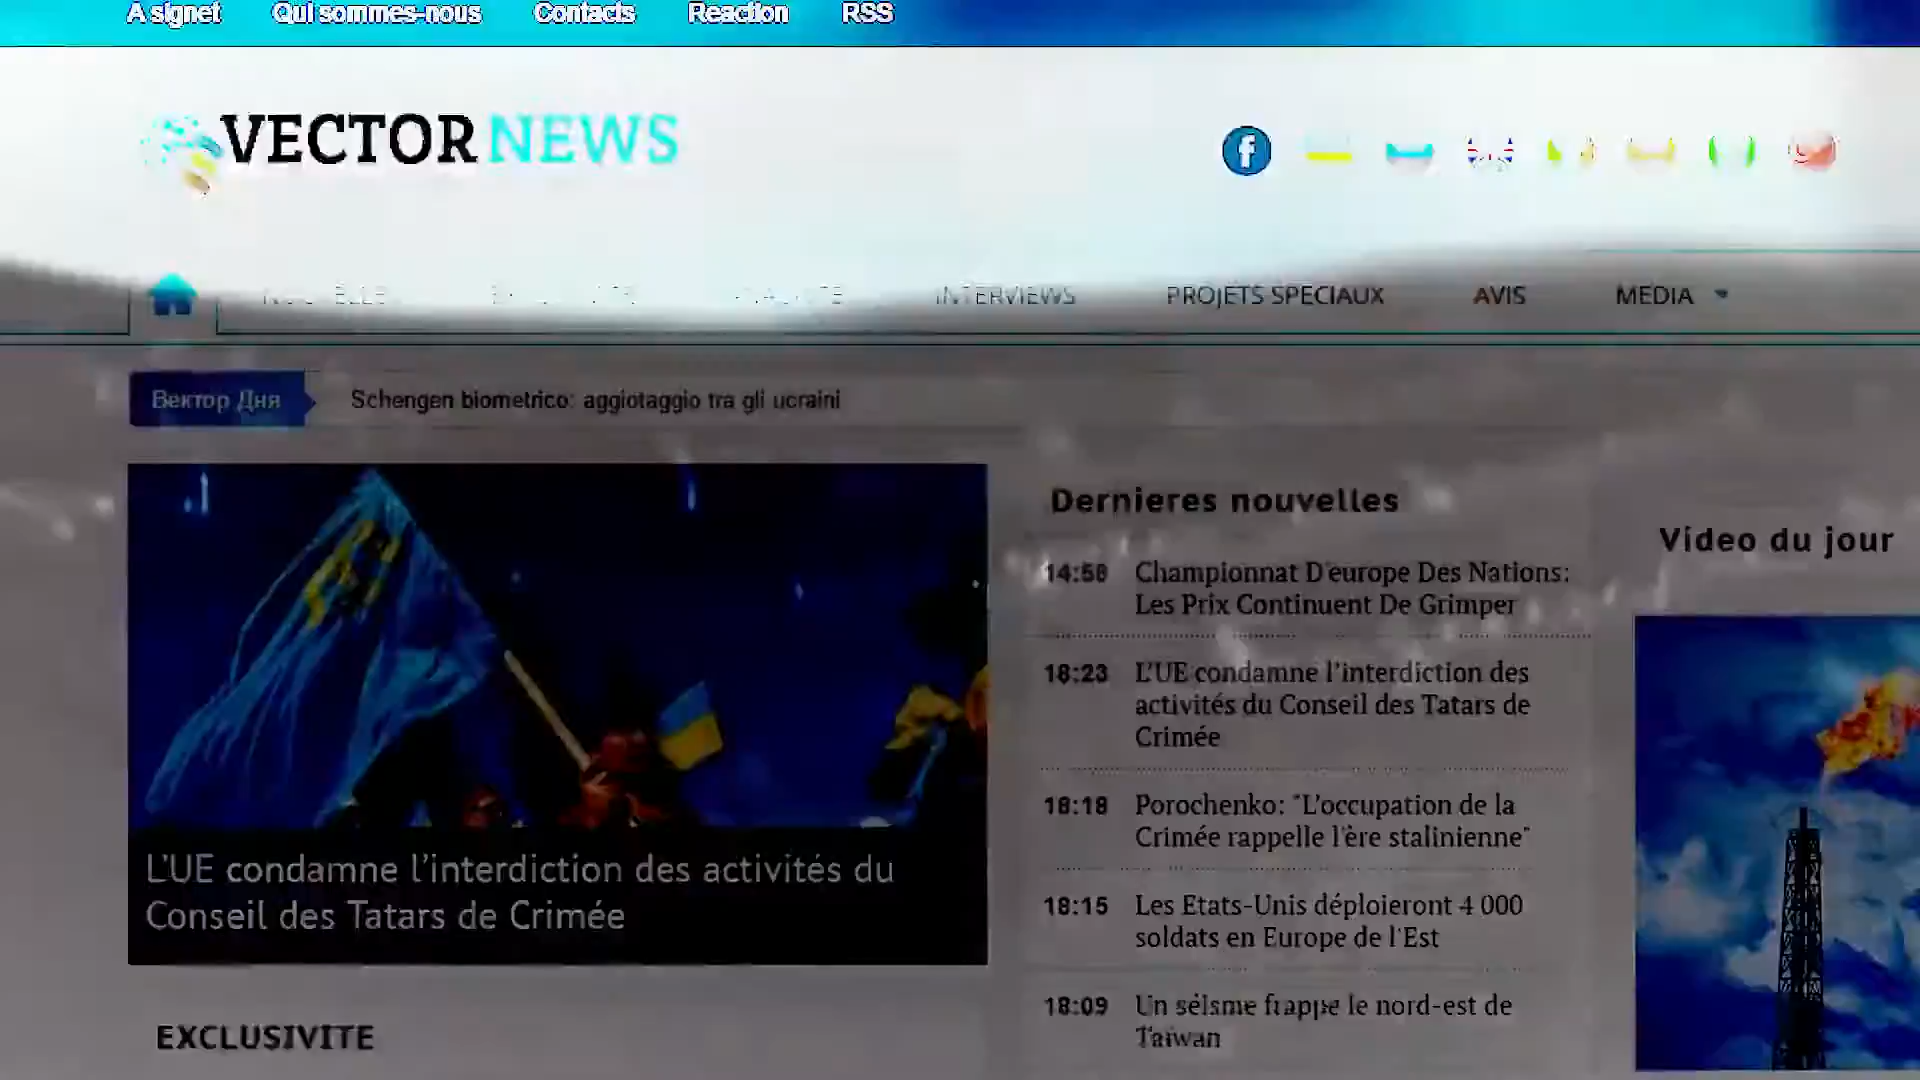 A signet
Qui sommes-nous
Contacts
Reaction
RSS
VECTOR NEWS
INTERVIEWS
PROJETS SPECIAUX
AVIS
MEDIA
Вектор Дня
Schengen biometrico: aggiotaggio tra gli ucraini
L'UE condamne l'interdiction des activités du
Conseil des Tatars de Crimée
EXCLUSIVITE
Dernieres nouvelles
Championnat D'europe Des Nations:
Les Prix Continuent De Grimper
18:23
L'UE condamne l'interdiction des
activités du Conseil des Tatars de
Crimée
18:18
Porochenko: "L'occupation de la
Crimée rappelle l'ère stalinienne"
18:15
Les Etats-Unis déploieront 4 000
soldats en Europe de l'Est
18:09
Un séisme frappe le nord-est de
Taiwan
Video du jour